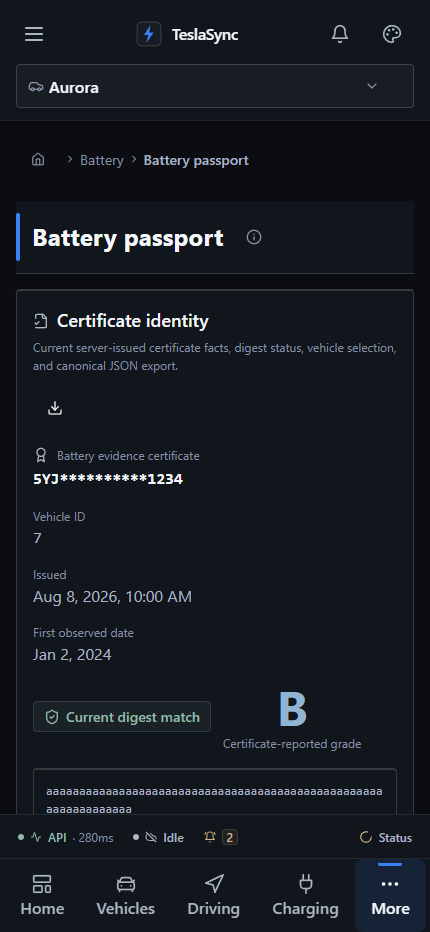 TeslaSync
Aurora
Battery
Battery passport
Battery passport
Certificate identity
Current server-issued certificate facts, digest status, vehicle selection,
and canonical JSON export.
Battery evidence certificate
5YJ**********1234
Vehicle ID
7
Issued
Aug 8, 2026, 10:00 AM
First observed date
Jan 2, 2024
Current digest match
B
Certificate-reported grade
aaaaaaaaaaaaaaaaaaaaaaaaaaaaaaaaaaaaaaaaaaaaaaaaaaa
aaaaaaaaaaaaa
API · 280ms
Idle
2
Status
Home
Vehicles
Driving
Charging
More